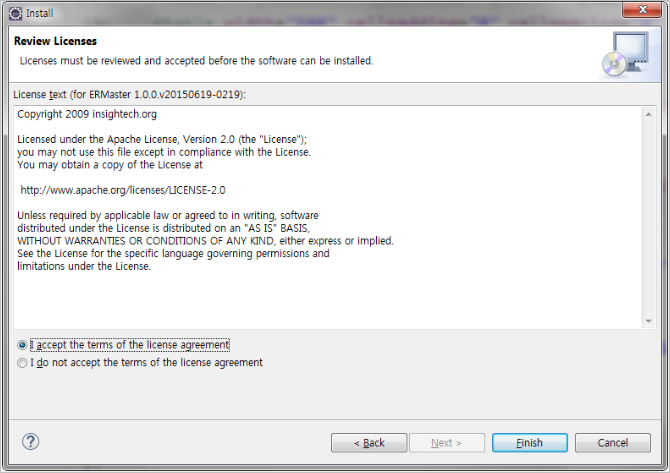 Install
Review Licenses
Licenses must be reviewed and accepted before the software can be installed.
License text (for ERMaster 1.0.0.v20150619-0219):
Copyright 2009 insightech.org
Licensed under the Apache License, Version 2.0 (the "License");
you may not use this file except in compliance with the License.
You may obtain a copy of the License at
http://www.apache.org/licenses/LICENSE-2.0
Unless required by applicable law or agreed to in writing, software
distributed under the License is distributed on an "AS IS" BASIS,
WITHOUT WARRANTIES OR CONDITIONS OF ANY KIND, either express or implied.
See the License for the specific language governing permissions and
limitations under the License.
I accept the terms of the license agreement
I do not accept the terms of the license agreement
?
< Back
Next >
Finish
Cancel